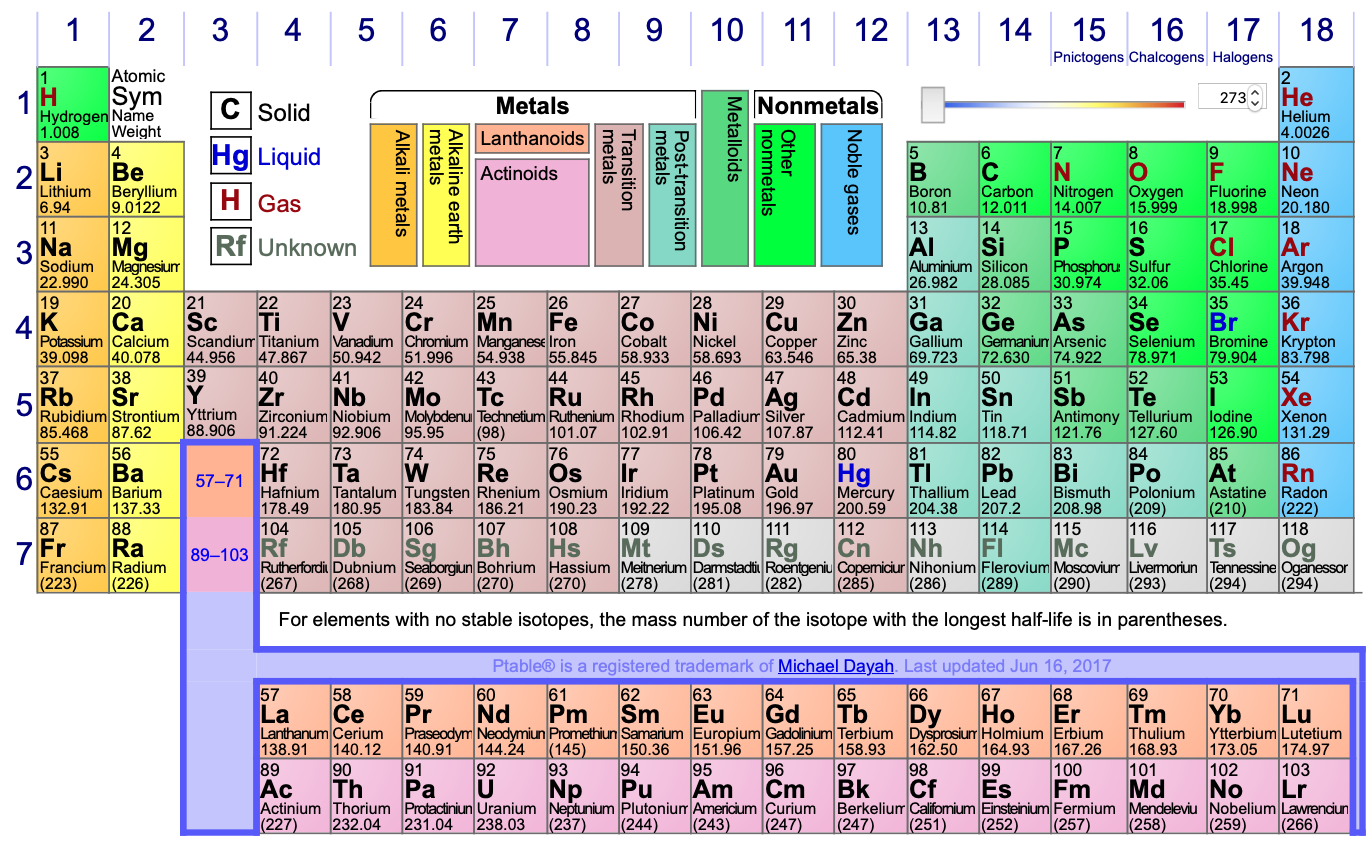 1 2 3 4 5 6 7 8 9 10 11 12 13 14 15 16 17 18
Pnictogens Chalcogens Halogens
1
1
H
Hydrogen
1.008
Atomic
Sym
Name
Weight
C Solid
Hg Liquid
H Gas
Rf Unknown
Metals
Alkali metals
Alkaline earth metals
Lanthanoids
Actinoids
Transition metals
Post-transition metals
Metalloids
Nonmetals
Other nonmetals
Noble gases
273
2
He
Helium
4.0026
2
3 4 5 6 7 8 9 10
Li Be B C N O F Ne
Lithium Beryllium Boron Carbon Nitrogen Oxygen Fluorine Neon
6.94 9.0122 10.81 12.011 14.007 15.999 18.998 20.180
3
11 12 13 14 15 16 17 18
Na Mg Al Si P S Cl Ar
Sodium Magnesium Aluminium Silicon Phosphorus Sulfur Chlorine Argon
22.990 24.305 26.982 28.085 30.974 32.06 35.45 39.948
4
19 20 21 22 23 24 25 26 27 28 29 30 31 32 33 34 35 36
K Ca Sc Ti V Cr Mn Fe Co Ni Cu Zn Ga Ge As Se Br Kr
Potassium Calcium Scandium Titanium Vanadium Chromium Manganese Iron Cobalt Nickel Copper Zinc Gallium Germanium Arsenic Selenium Bromine Krypton
39.098 40.078 44.956 47.867 50.942 51.996 54.938 55.845 58.933 58.693 63.546 65.38 69.723 72.630 74.922 78.971 79.904 83.798
5
37 38 39 40 41 42 43 44 45 46 47 48 49 50 51 52 53 54
Rb Sr Y Zr Nb Mo Tc Ru Rh Pd Ag Cd In Sn Sb Te I Xe
Rubidium Strontium Yttrium Zirconium Niobium Molybdenu Technetium Ruthenium Rhodium Palladium Silver Cadmium Indium Tin Antimony Tellurium Iodine Xenon
85.468 87.62 88.906 91.224 92.906 95.95 (98) 101.07 102.91 106.42 107.87 112.41 114.82 118.71 121.76 127.60 126.90 131.29
6
55 56 57–71 72 73 74 75 76 77 78 79 80 81 82 83 84 85 86
Cs Ba Hf Ta W Re Os Ir Pt Au Hg Tl Pb Bi Po At Rn
Caesium Barium Hafnium Tantalum Tungsten Rhenium Osmium Iridium Platinum Gold Mercury Thallium Lead Bismuth Polonium Astatine Radon
132.91 137.33 178.49 180.95 183.84 186.21 190.23 192.22 195.08 196.97 200.59 204.38 207.2 208.98 (209) (210) (222)
7
87 88 89–103 104 105 106 107 108 109 110 111 112 113 114 115 116 117 118
Fr Ra Rf Db Sg Bh Hs Mt Ds Rg Cn Nh Fl Mc Lv Ts Og
Francium Radium Rutherfordiu Dubnium Seaborgium Bohrium Hassium Meitnerium Darmstadtiu Roentgeniu Copernicium Nihonium Flerovium Moscovium Livermorium Tennessine Oganesson
(223) (226) (267) (268) (269) (270) (270) (278) (281) (282) (285) (286) (289) (290) (293) (294) (294)
For elements with no stable isotopes, the mass number of the isotope with the longest half-life is in parentheses.
Ptable® is a registered trademark of Michael Dayah. Last updated Jun 16, 2017
57 58 59 60 61 62 63 64 65 66 67 68 69 70 71
La Ce Pr Nd Pm Sm Eu Gd Tb Dy Ho Er Tm Yb Lu
Lanthanum Cerium Praseodym Neodymium Promethium Samarium Europium Gadolinium Terbium Dysprosium Holmium Erbium Thulium Ytterbium Lutetium
138.91 140.12 140.91 144.24 (145) 150.36 151.96 157.25 158.93 162.50 164.93 167.26 168.93 173.05 174.97
89 90 91 92 93 94 95 96 97 98 99 100 101 102 103
Ac Th Pa U Np Pu Am Cm Bk Cf Es Fm Md No Lr
Actinium Thorium Protactinium Uranium Neptunium Plutonium Americium Curium Berkelium Californium Einsteinium Fermium Mendeleviu Nobelium Lawrencium
(227) 232.04 231.04 238.03 (237) (244) (243) (247) (247) (251) (252) (257) (258) (259) (266)